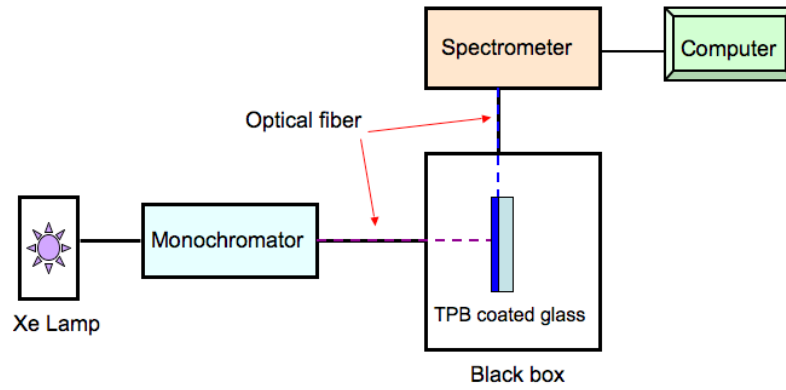 Spectrometer
Computer
Optical fiber
Monochromator
TPB coated glass
Xe Lamp
Black box